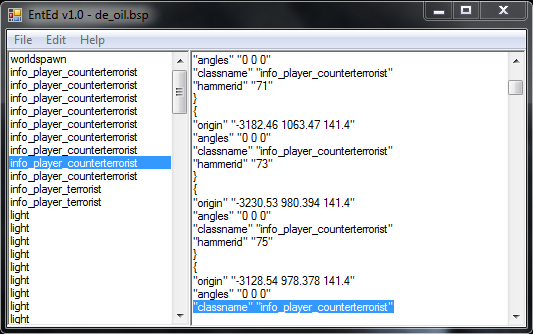 EntEd v1.0 - de_oil.bsp
File Edit Help
worldspawn
info_player_counterterrorist
info_player_counterterrorist
info_player_counterterrorist
info_player_counterterrorist
info_player_counterterrorist
info_player_counterterrorist
info_player_counterterrorist
info_player_counterterrorist
info_player_counterterrorist
info_player_terrorist
info_player_terrorist
light
light
light
light
light
light
light
light
light
"angles" "0 0 0"
"classname" "info_player_counterterrorist"
"hammerid" "71"
}
{
"origin" "-3182.46 1063.47 141.4"
"angles" "0 0 0"
"classname" "info_player_counterterrorist"
"hammerid" "73"
}
{
"origin" "-3230.53 980.394 141.4"
"angles" "0 0 0"
"classname" "info_player_counterterrorist"
"hammerid" "75"
}
{
"origin" "-3128.54 978.378 141.4"
"angles" "0 0 0"
"classname" "info_player_counterterrorist"